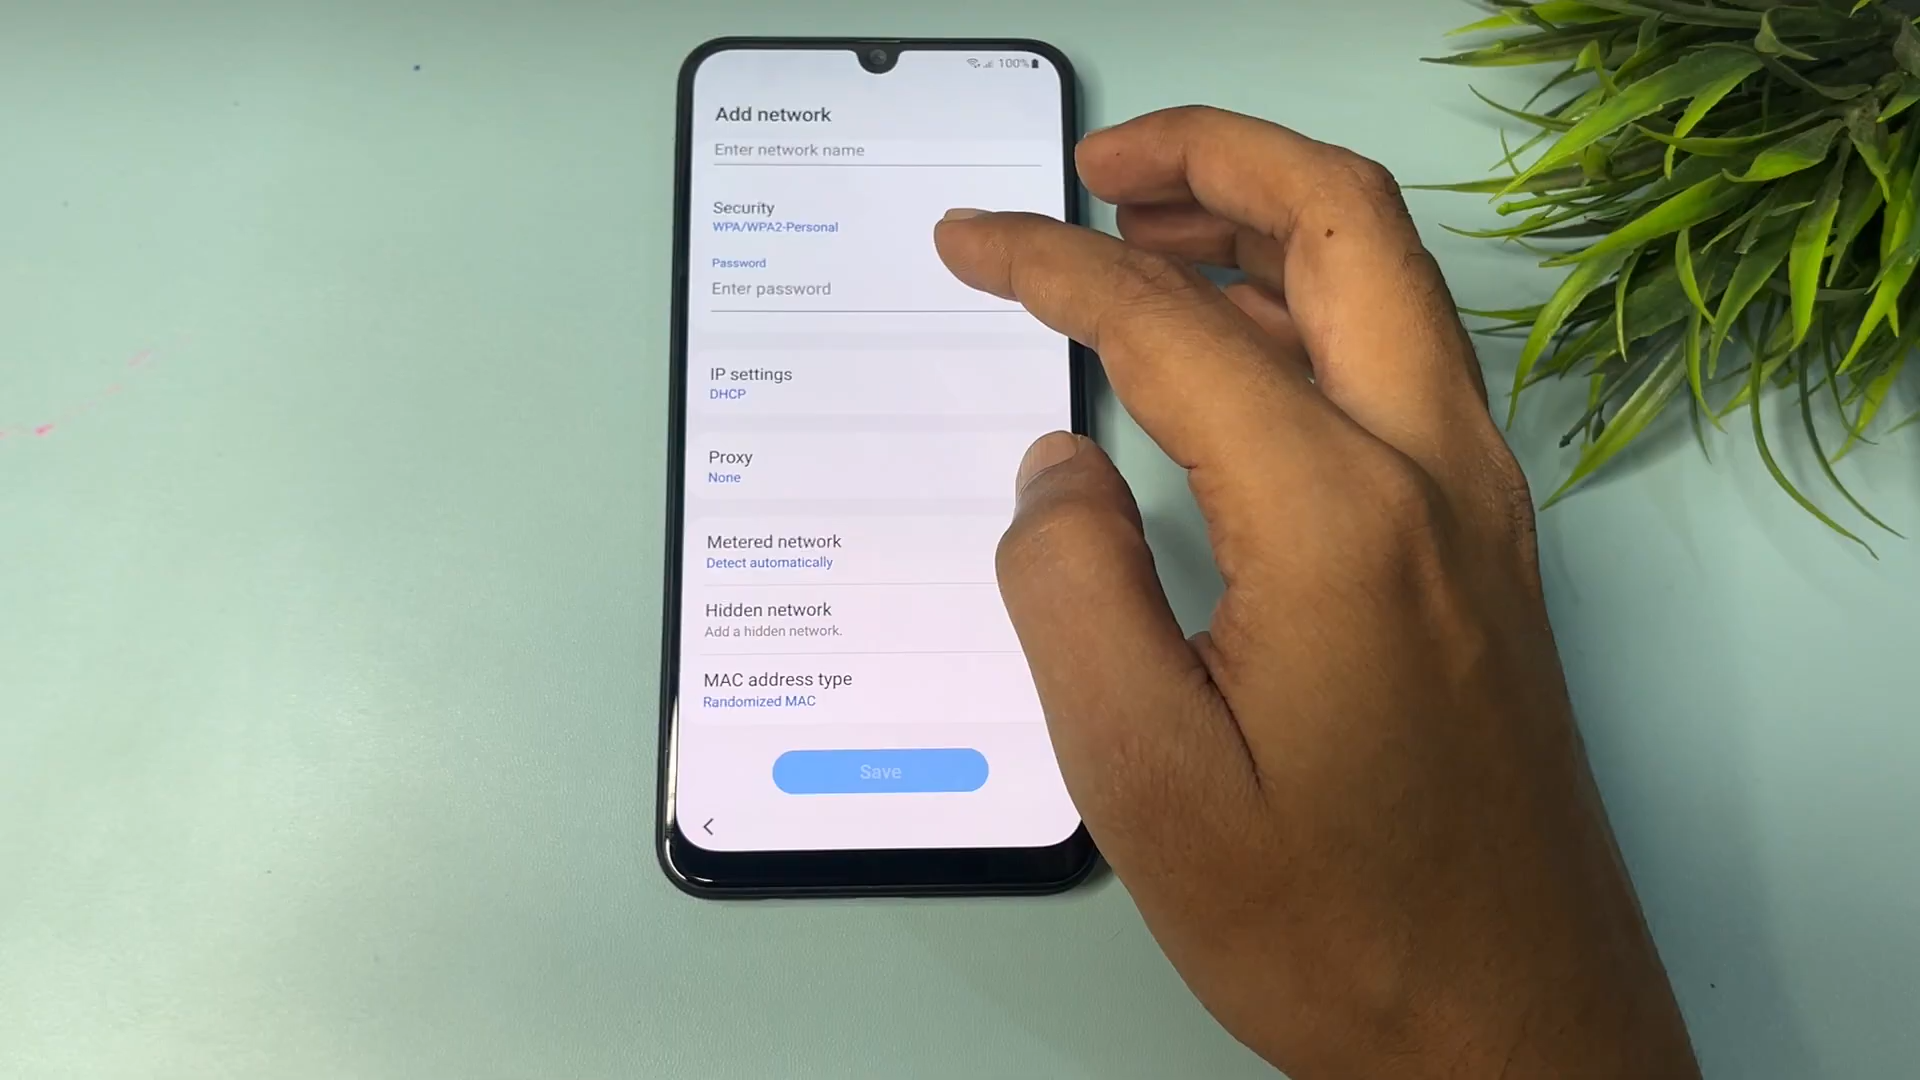 100%
Add network
Enter network name
Security
WPA/WPA2-Personal
Password
Enter password
IP settings
DHCP
Proxy
None
Metered network
Detect automatically
Hidden network
Add a hidden network.
MAC address type
Randomized MAC
Save